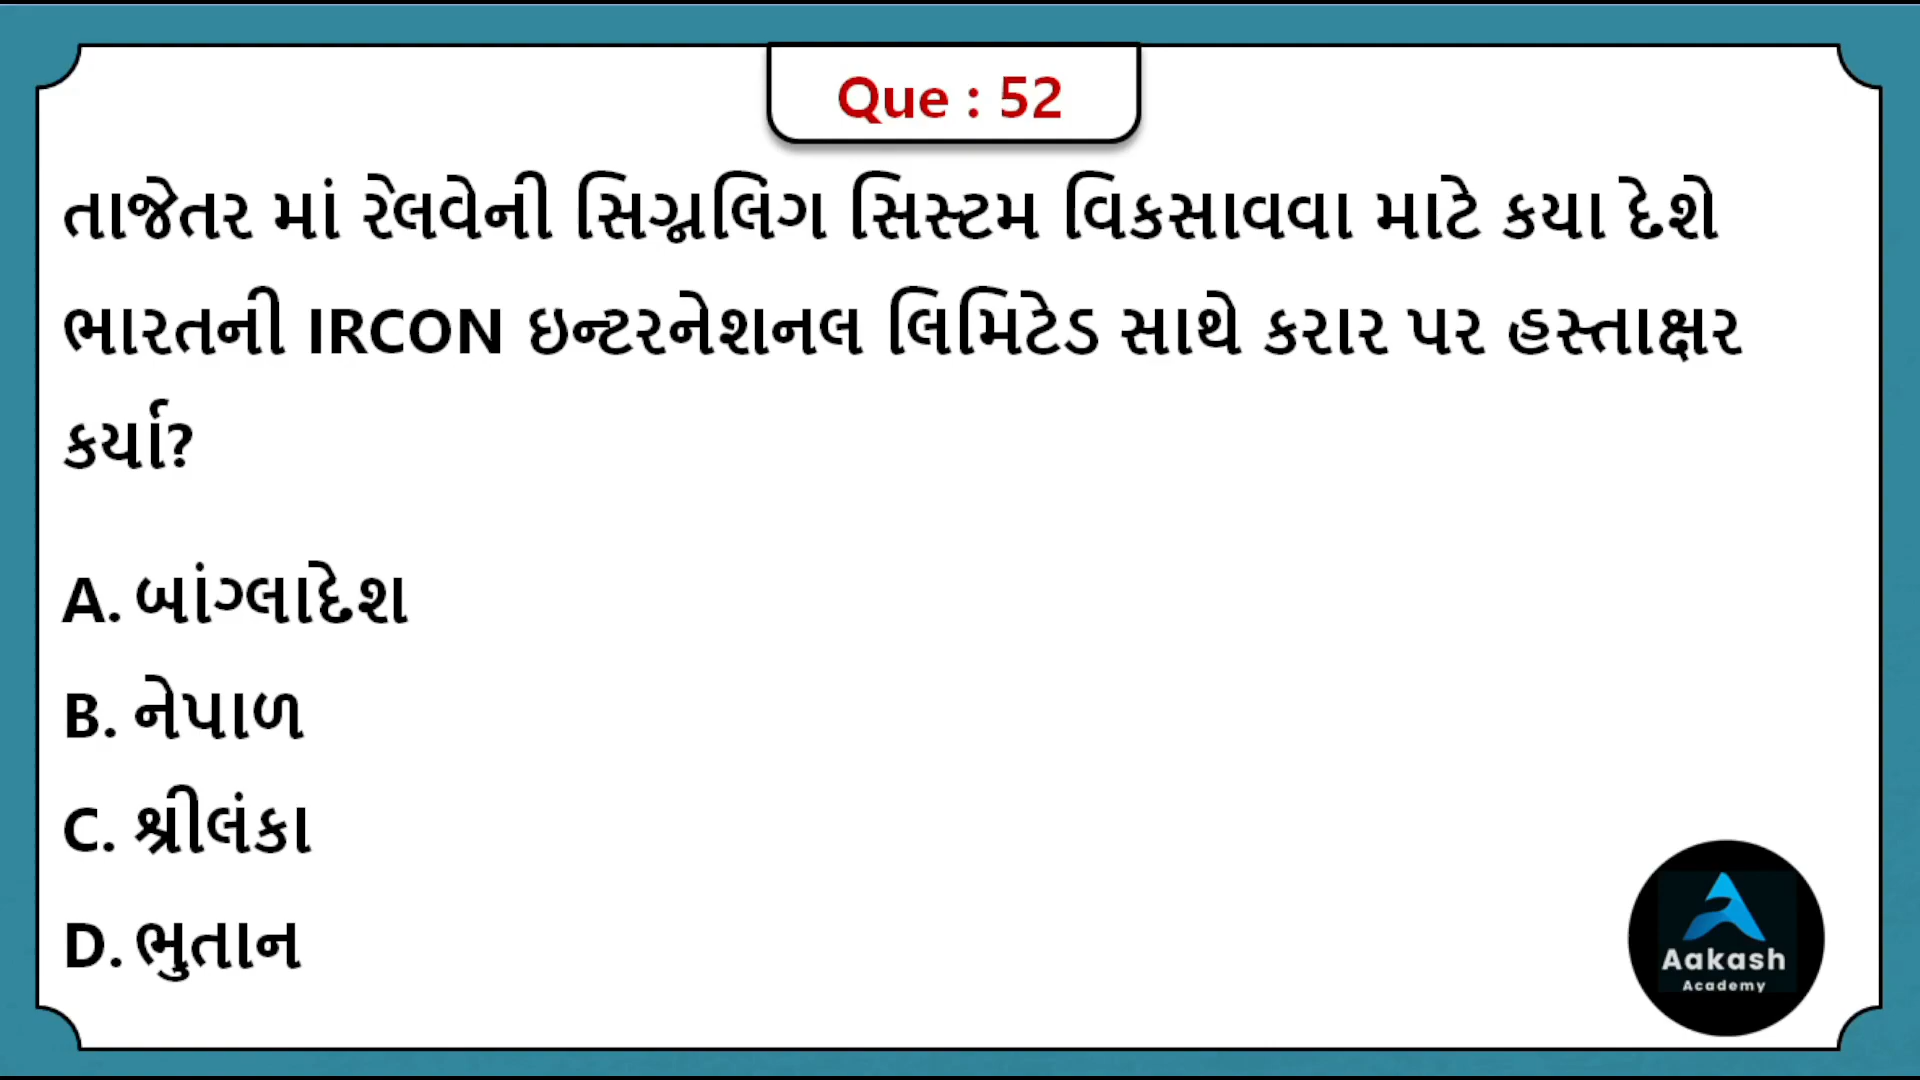 Que : 52
તાજેતર માં રેલવેની સિગ્નલિંગ સિસ્ટમ વિકસાવવા માટે કયા દેશે
ભારતની IRCON ઇન્ટરનેશનલ લિમિટેડ સાથે કરાર પર હસ્તાક્ષર
કર્યાં?
A. બાંગ્લાદેશ
B. નેપાળ
C. શ્રીલંકા
D. ભુતાન
Aakash
Academy